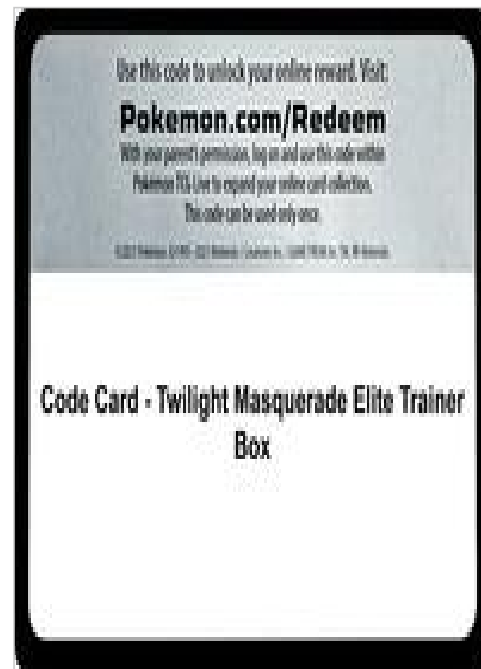 Use this code to unlock your online reward. Visit
Pokemon.com/Redeem
With your parent's permission, log on and use this code within
Pokémon TCG Live to expand your online card collection.
This code can be used only once.
Code Card - Twilight Masquerade Elite Trainer
Box